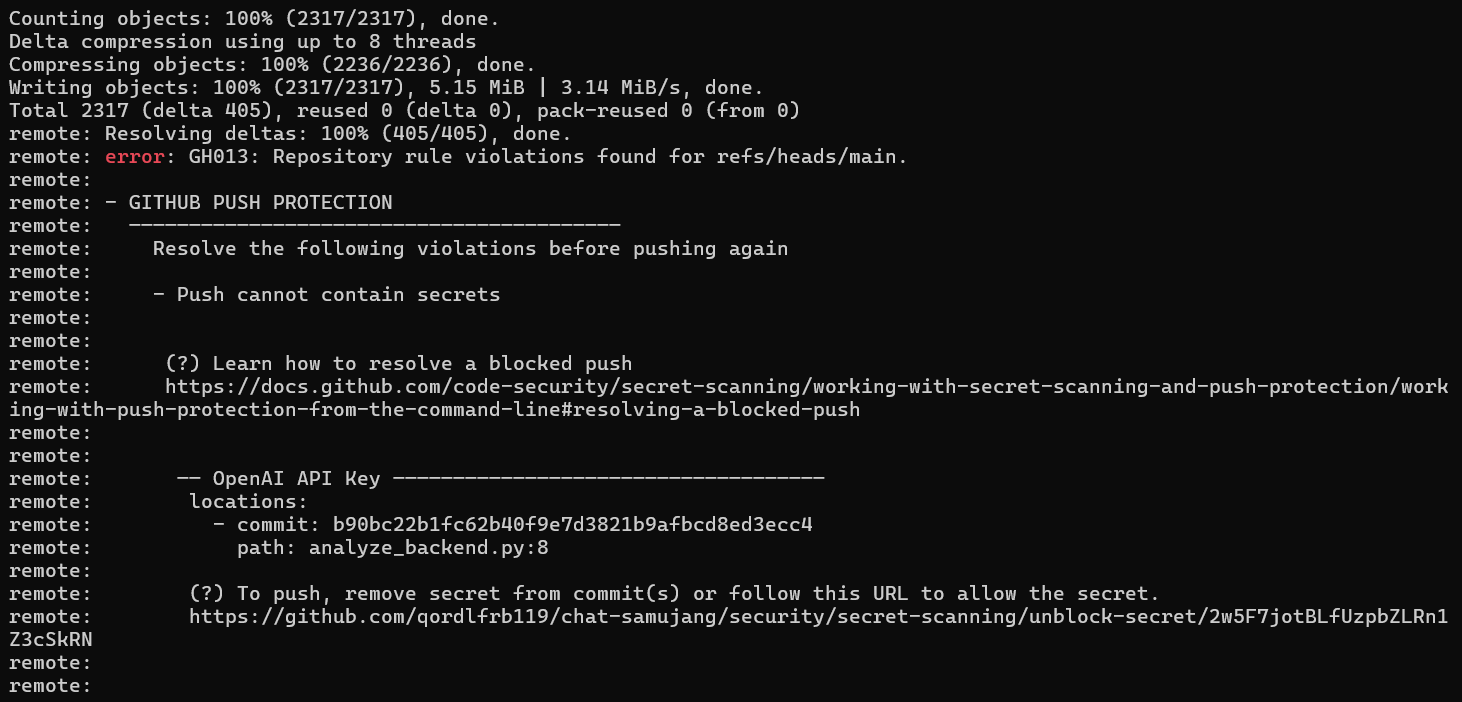 Counting objects: 100% (2317/2317), done.
Delta compression using up to 8 threads
Compressing objects: 100% (2236/2236), done.
Writing objects: 100% (2317/2317), 5.15 MiB | 3.14 MiB/s, done.
Total 2317 (delta 405), reused 0 (delta 0), pack-reused 0 (from 0)
remote: Resolving deltas: 100% (405/405), done.
remote: error: GH013: Repository rule violations found for refs/heads/main.
remote:
remote: - GITHUB PUSH PROTECTION
remote:   —————————————————————————————————————————
remote:     Resolve the following violations before pushing again
remote:
remote:     - Push cannot contain secrets
remote:
remote:
remote:      (?) Learn how to resolve a blocked push
remote:      https://docs.github.com/code-security/secret-scanning/working-with-secret-scanning-and-push-protection/work
ing-with-push-protection-from-the-command-line#resolving-a-blocked-push
remote:
remote:
remote:       —— OpenAI API Key ————————————————————————————————————
remote:        locations:
remote:          - commit: b90bc22b1fc62b40f9e7d3821b9afbcd8ed3ecc4
remote:            path: analyze_backend.py:8
remote:
remote:        (?) To push, remove secret from commit(s) or follow this URL to allow the secret.
remote:        https://github.com/qordlfrb119/chat-samujang/security/secret-scanning/unblock-secret/2w5F7jotBLfUzpbZLRn1
Z3cSkRN
remote:
remote: